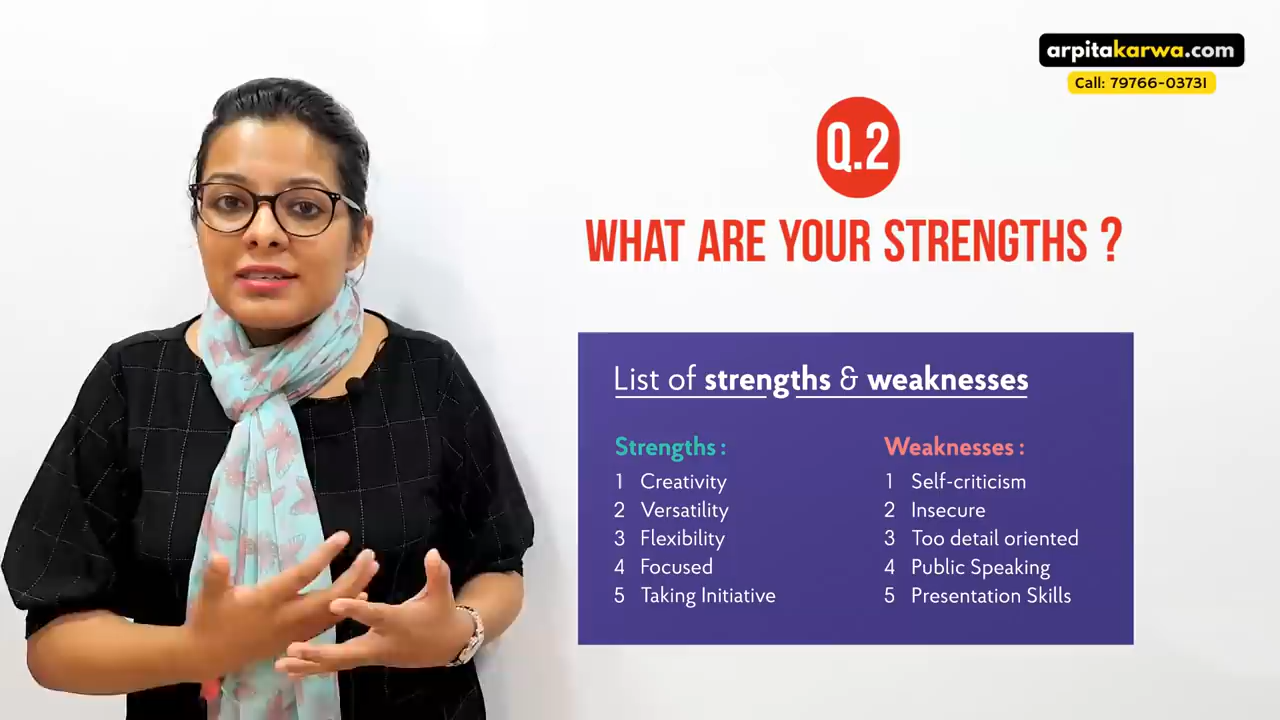 arpitakarwa.com
Call: 79766-03731
Q.2
WHAT ARE YOUR STRENGTHS ?
List of strengths & weaknesses
Strengths :
1 Creativity
2 Versatility
3 Flexibility
4 Focused
5 Taking Initiative
Weaknesses :
1 Self-criticism
2 Insecure
3 Too detail oriented
4 Public Speaking
5 Presentation Skills